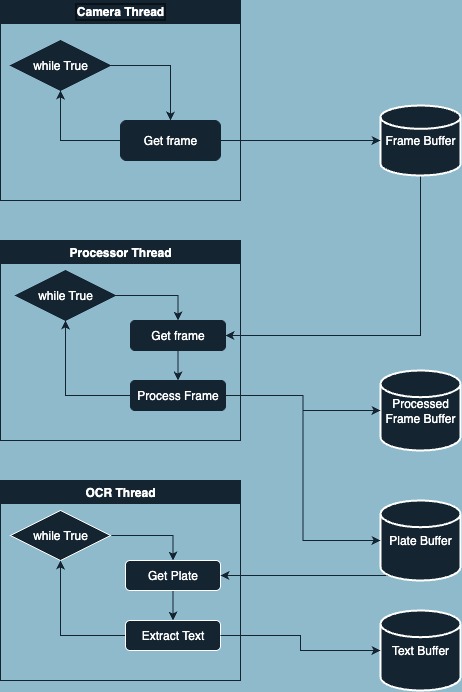 Camera Thread
while True
Get frame
Frame Buffer
Processor Thread
while True
Get frame
Process Frame
Processed
Frame Buffer
OCR Thread
while True
Plate Buffer
Get Plate
Extract Text
Text Buffer